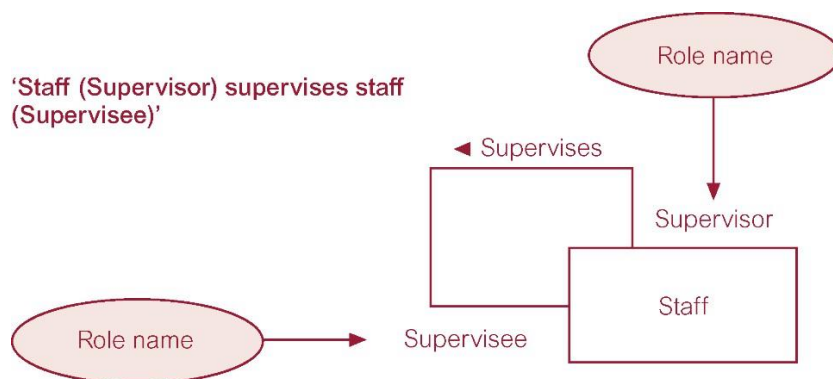 Role name
‘Staff (Supervisor) supervises staff
(Supervisee)’
◄ Supervises
Supervisor
Staff
Role name
Supervisee